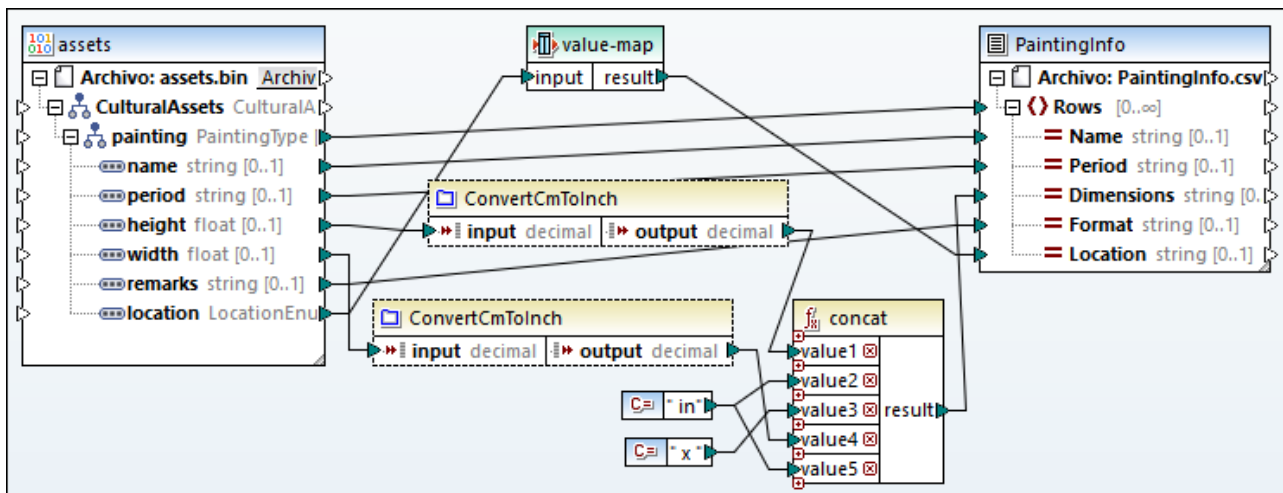 assets
Archivo: assets.bin Archiv
CulturalAssets CulturalA
painting PaintingType
name string [0..1]
period string [0..1]
height float [0..1]
width float [0..1]
remarks string [0..1]
location LocationEnu
value-map
input result
ConvertCmToInch
input decimal output decimal
ConvertCmToInch
input decimal output decimal
C= " in"
C= " x "
concat
value1
value2
value3
value4
value5
result
PaintingInfo
Archivo: PaintingInfo.csv
Rows [0..∞]
Name string [0..1]
Period string [0..1]
Dimensions string [0.
Format string [0..1]
Location string [0..1]